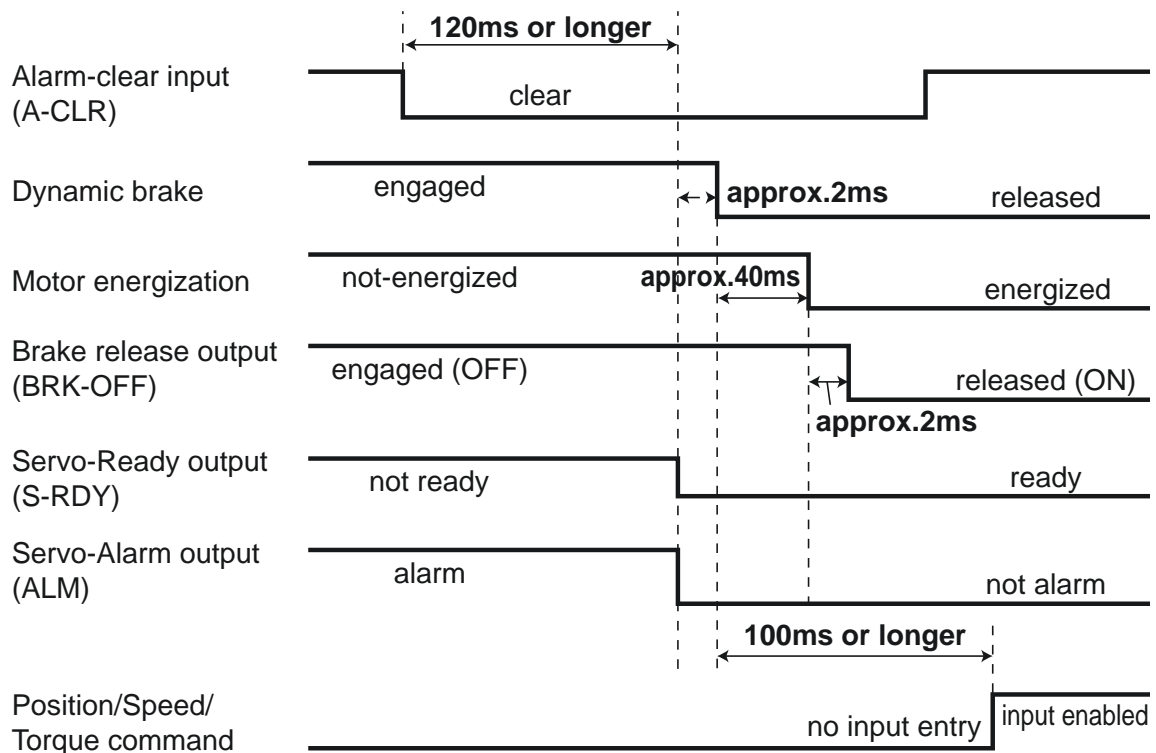 120ms or longer
Alarm-clear input
(A-CLR)
clear
Dynamic brake
engaged
approx.2ms
released
Motor energization
not-energized
approx.40ms
energized
Brake release output
(BRK-OFF)
engaged (OFF)
released (ON)
approx.2ms
Servo-Ready output
(S-RDY)
not ready
ready
Servo-Alarm output
(ALM)
alarm
not alarm
100ms or longer
Position/Speed/
Torque command
no input entry
input enabled